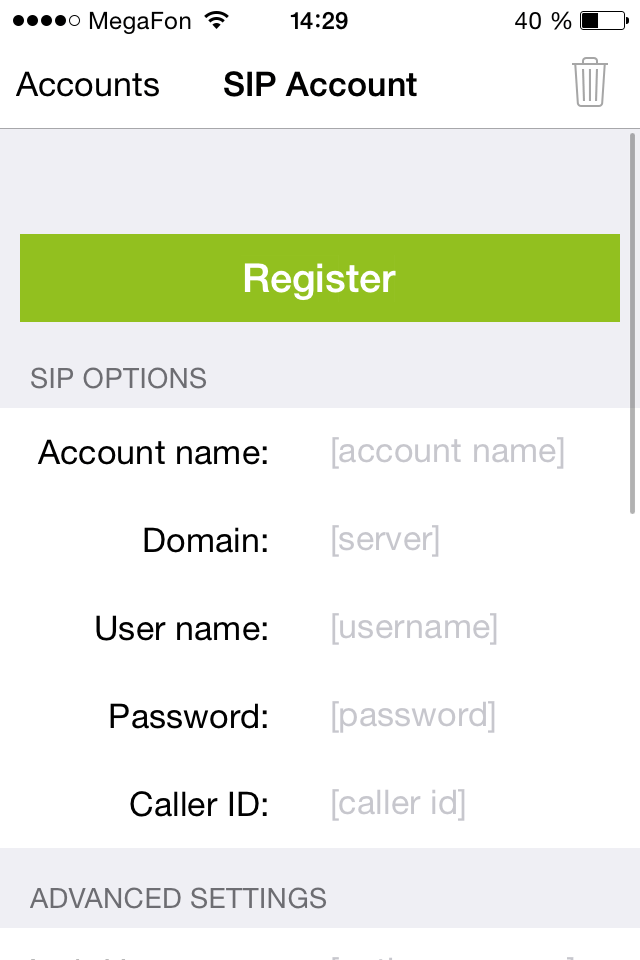 MegaFon 14:29 40 %
Accounts SIP Account
Register
SIP OPTIONS
Account name: [account name]
Domain: [server]
User name: [username]
Password: [password]
Caller ID: [caller id]
ADVANCED SETTINGS